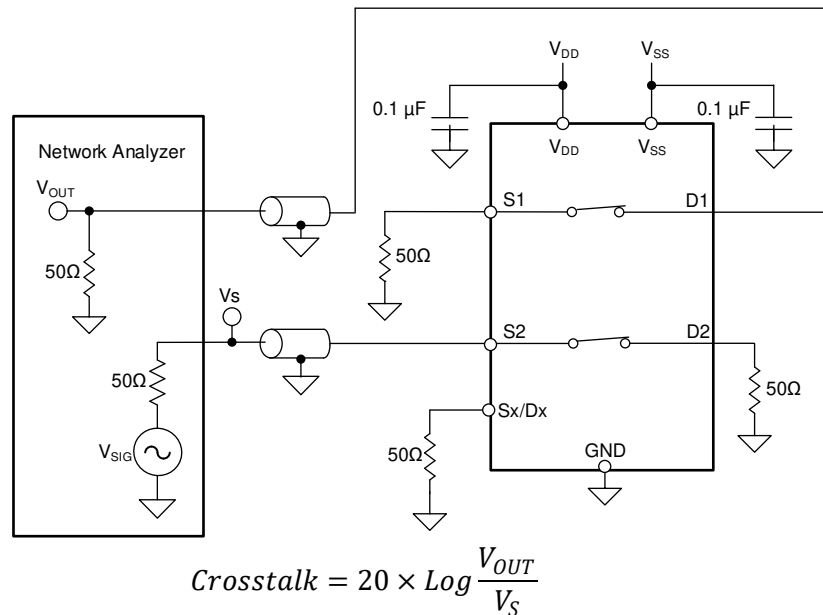 V_DD
V_SS
0.1 µF
0.1 µF
V_DD
V_SS
Network Analyzer
V_OUT
S1
D1
50Ω
50Ω
Vs
S2
D2
50Ω
50Ω
Sx/Dx
V_SIG
50Ω
GND
Crosstalk = 20 × Log V_OUT / V_S